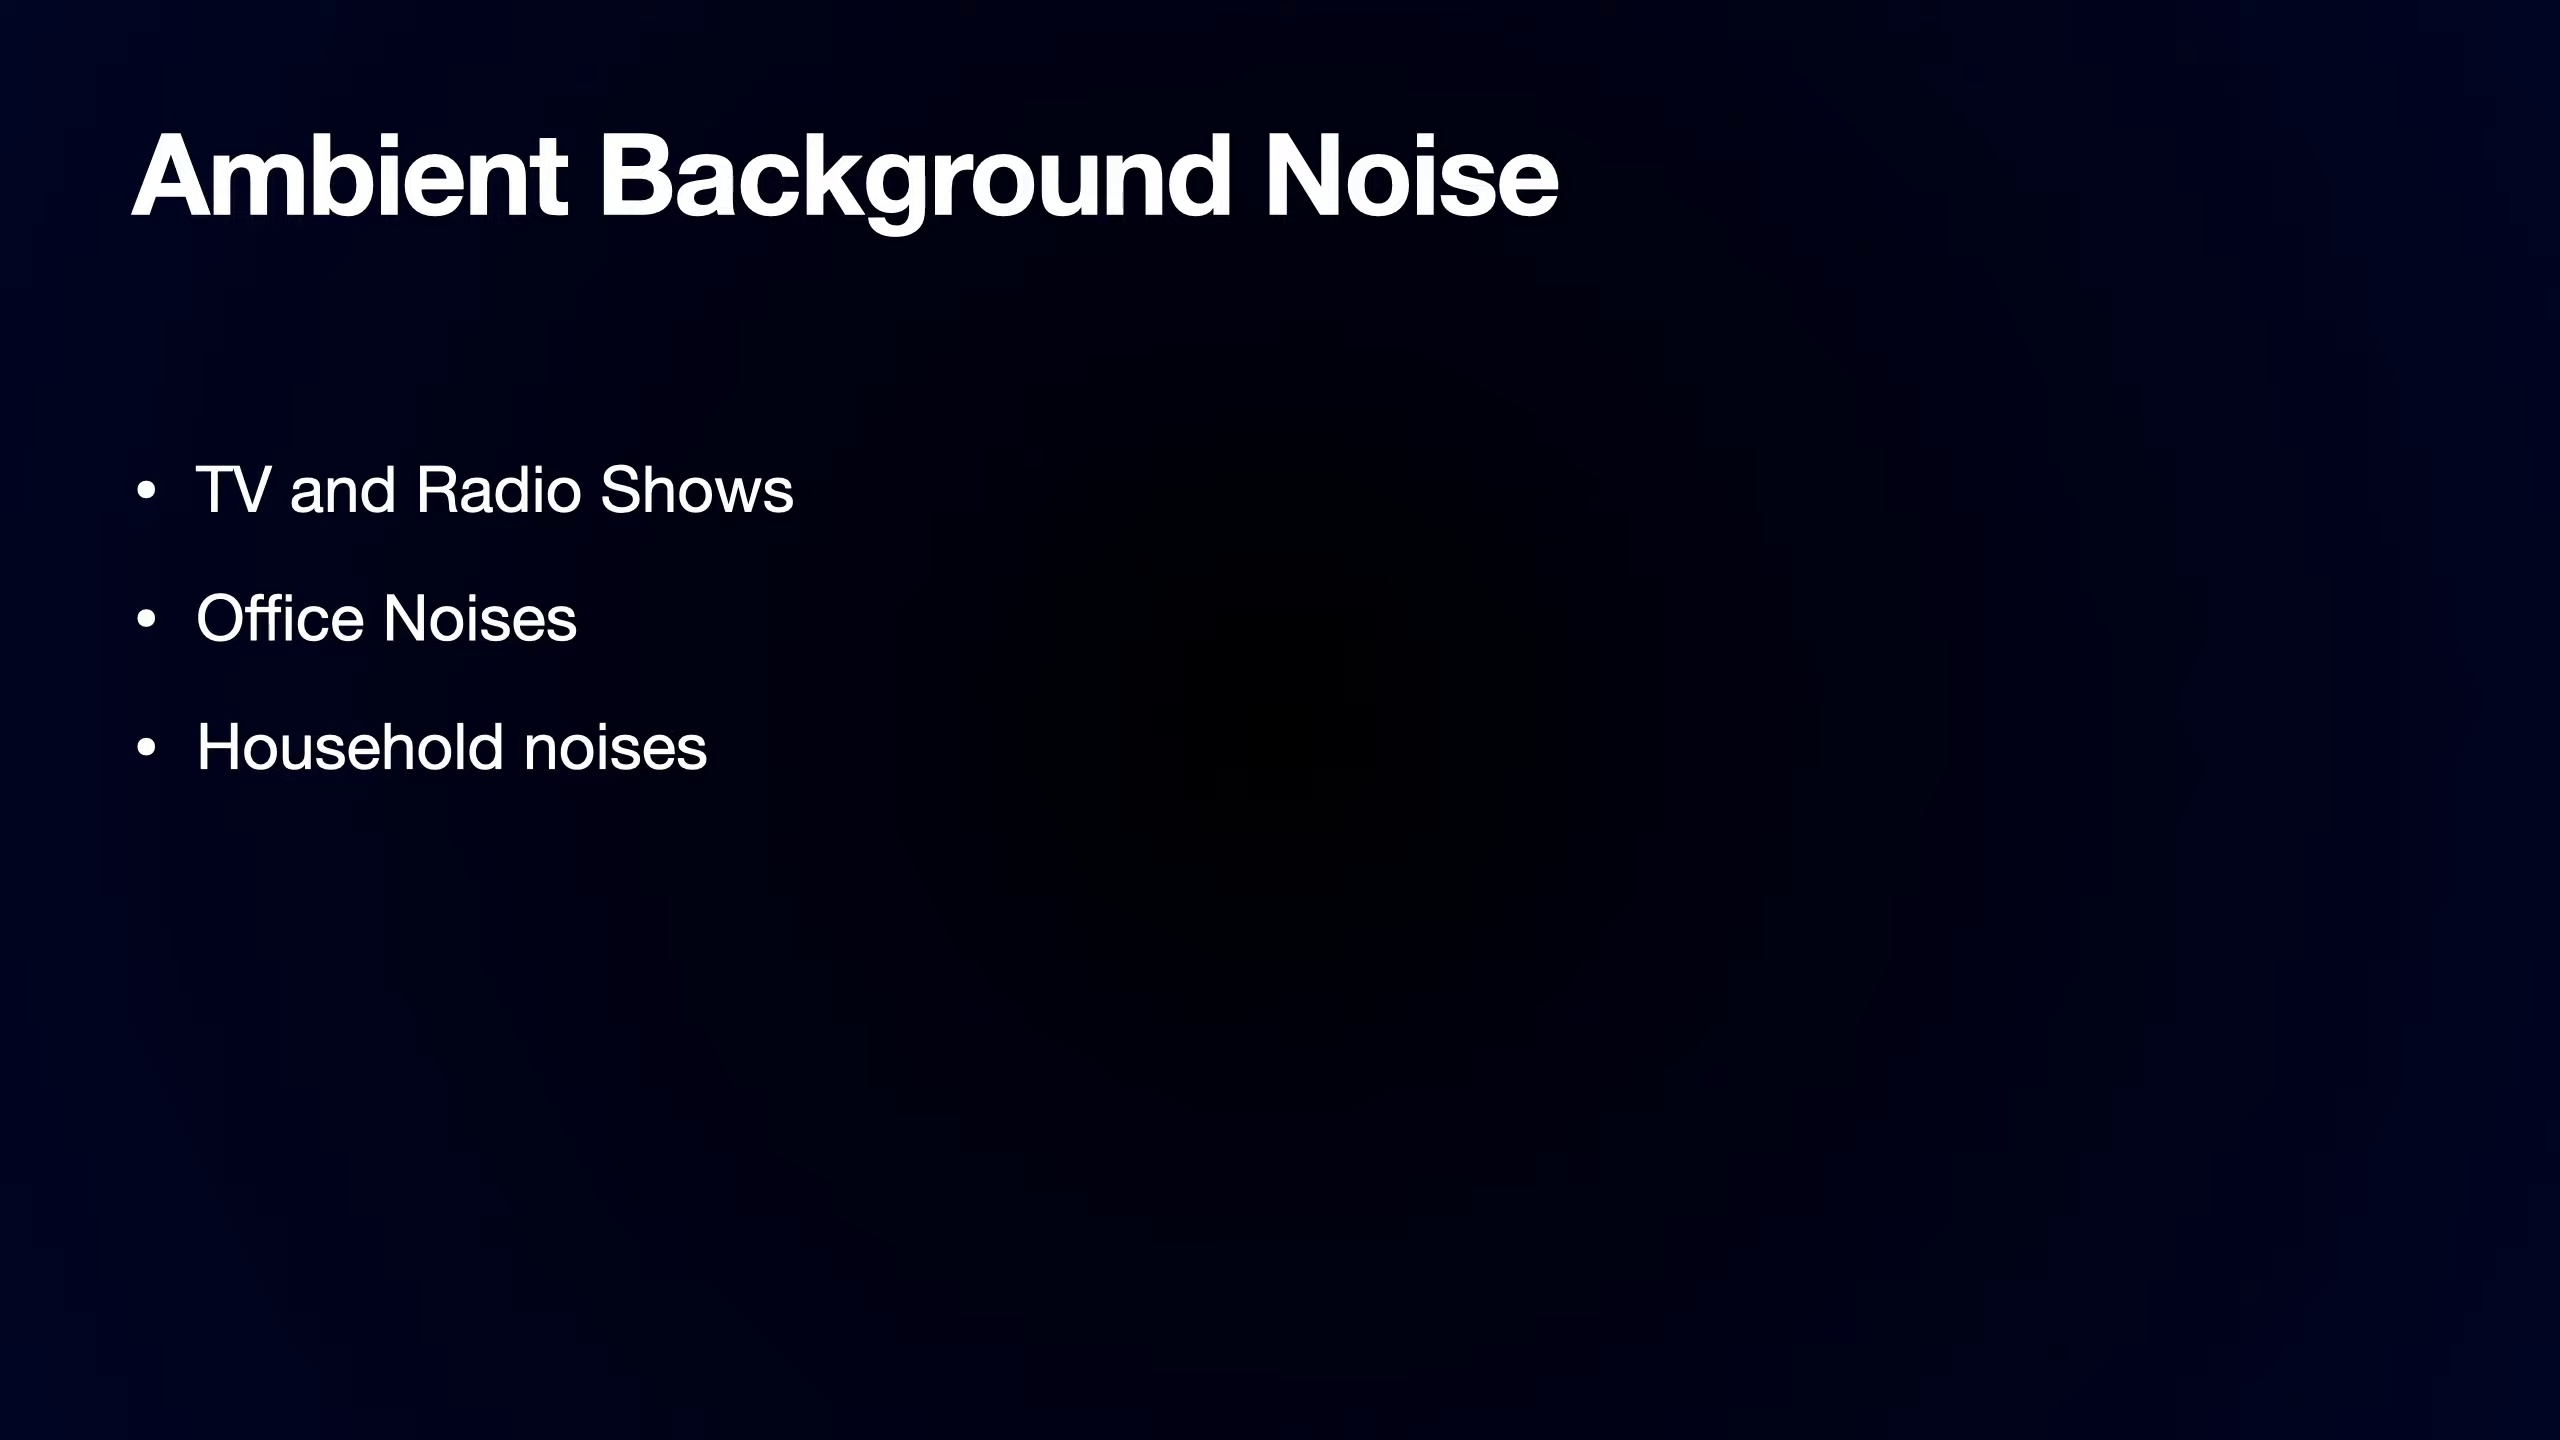 Ambient Background Noise
• TV and Radio Shows
• Office Noises
• Household noises